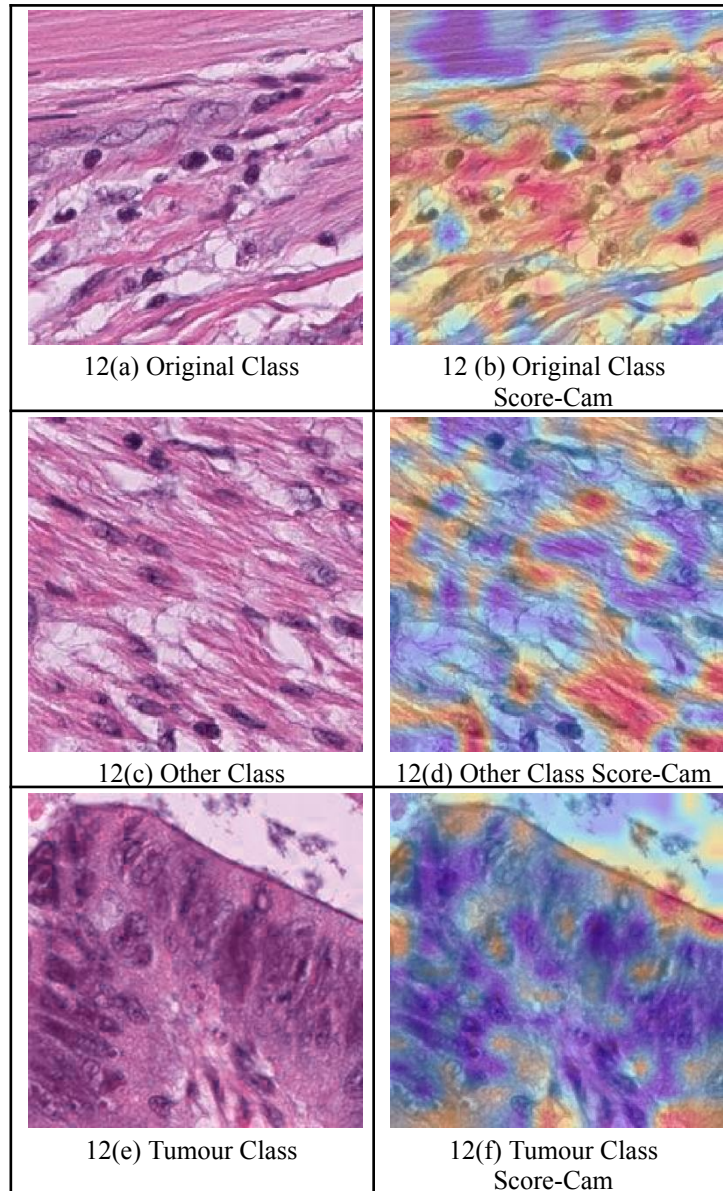 12(a) Original Class
12 (b) Original Class
Score-Cam
12(c) Other Class
12(d) Other Class Score-Cam
12(e) Tumour Class
12(f) Tumour Class
Score-Cam